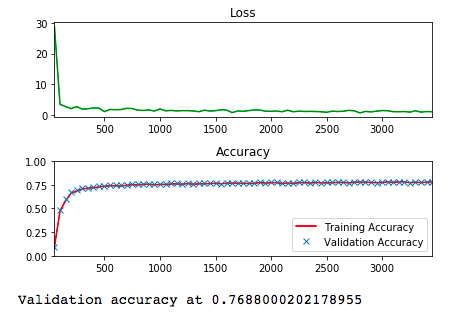 Loss
30
20
10
0
500 1000 1500 2000 2500 3000
Accuracy
1.00
0.75
0.50
0.25
0.00
Training Accuracy
Validation Accuracy
500 1000 1500 2000 2500 3000
Validation accuracy at 0.7688000202178955